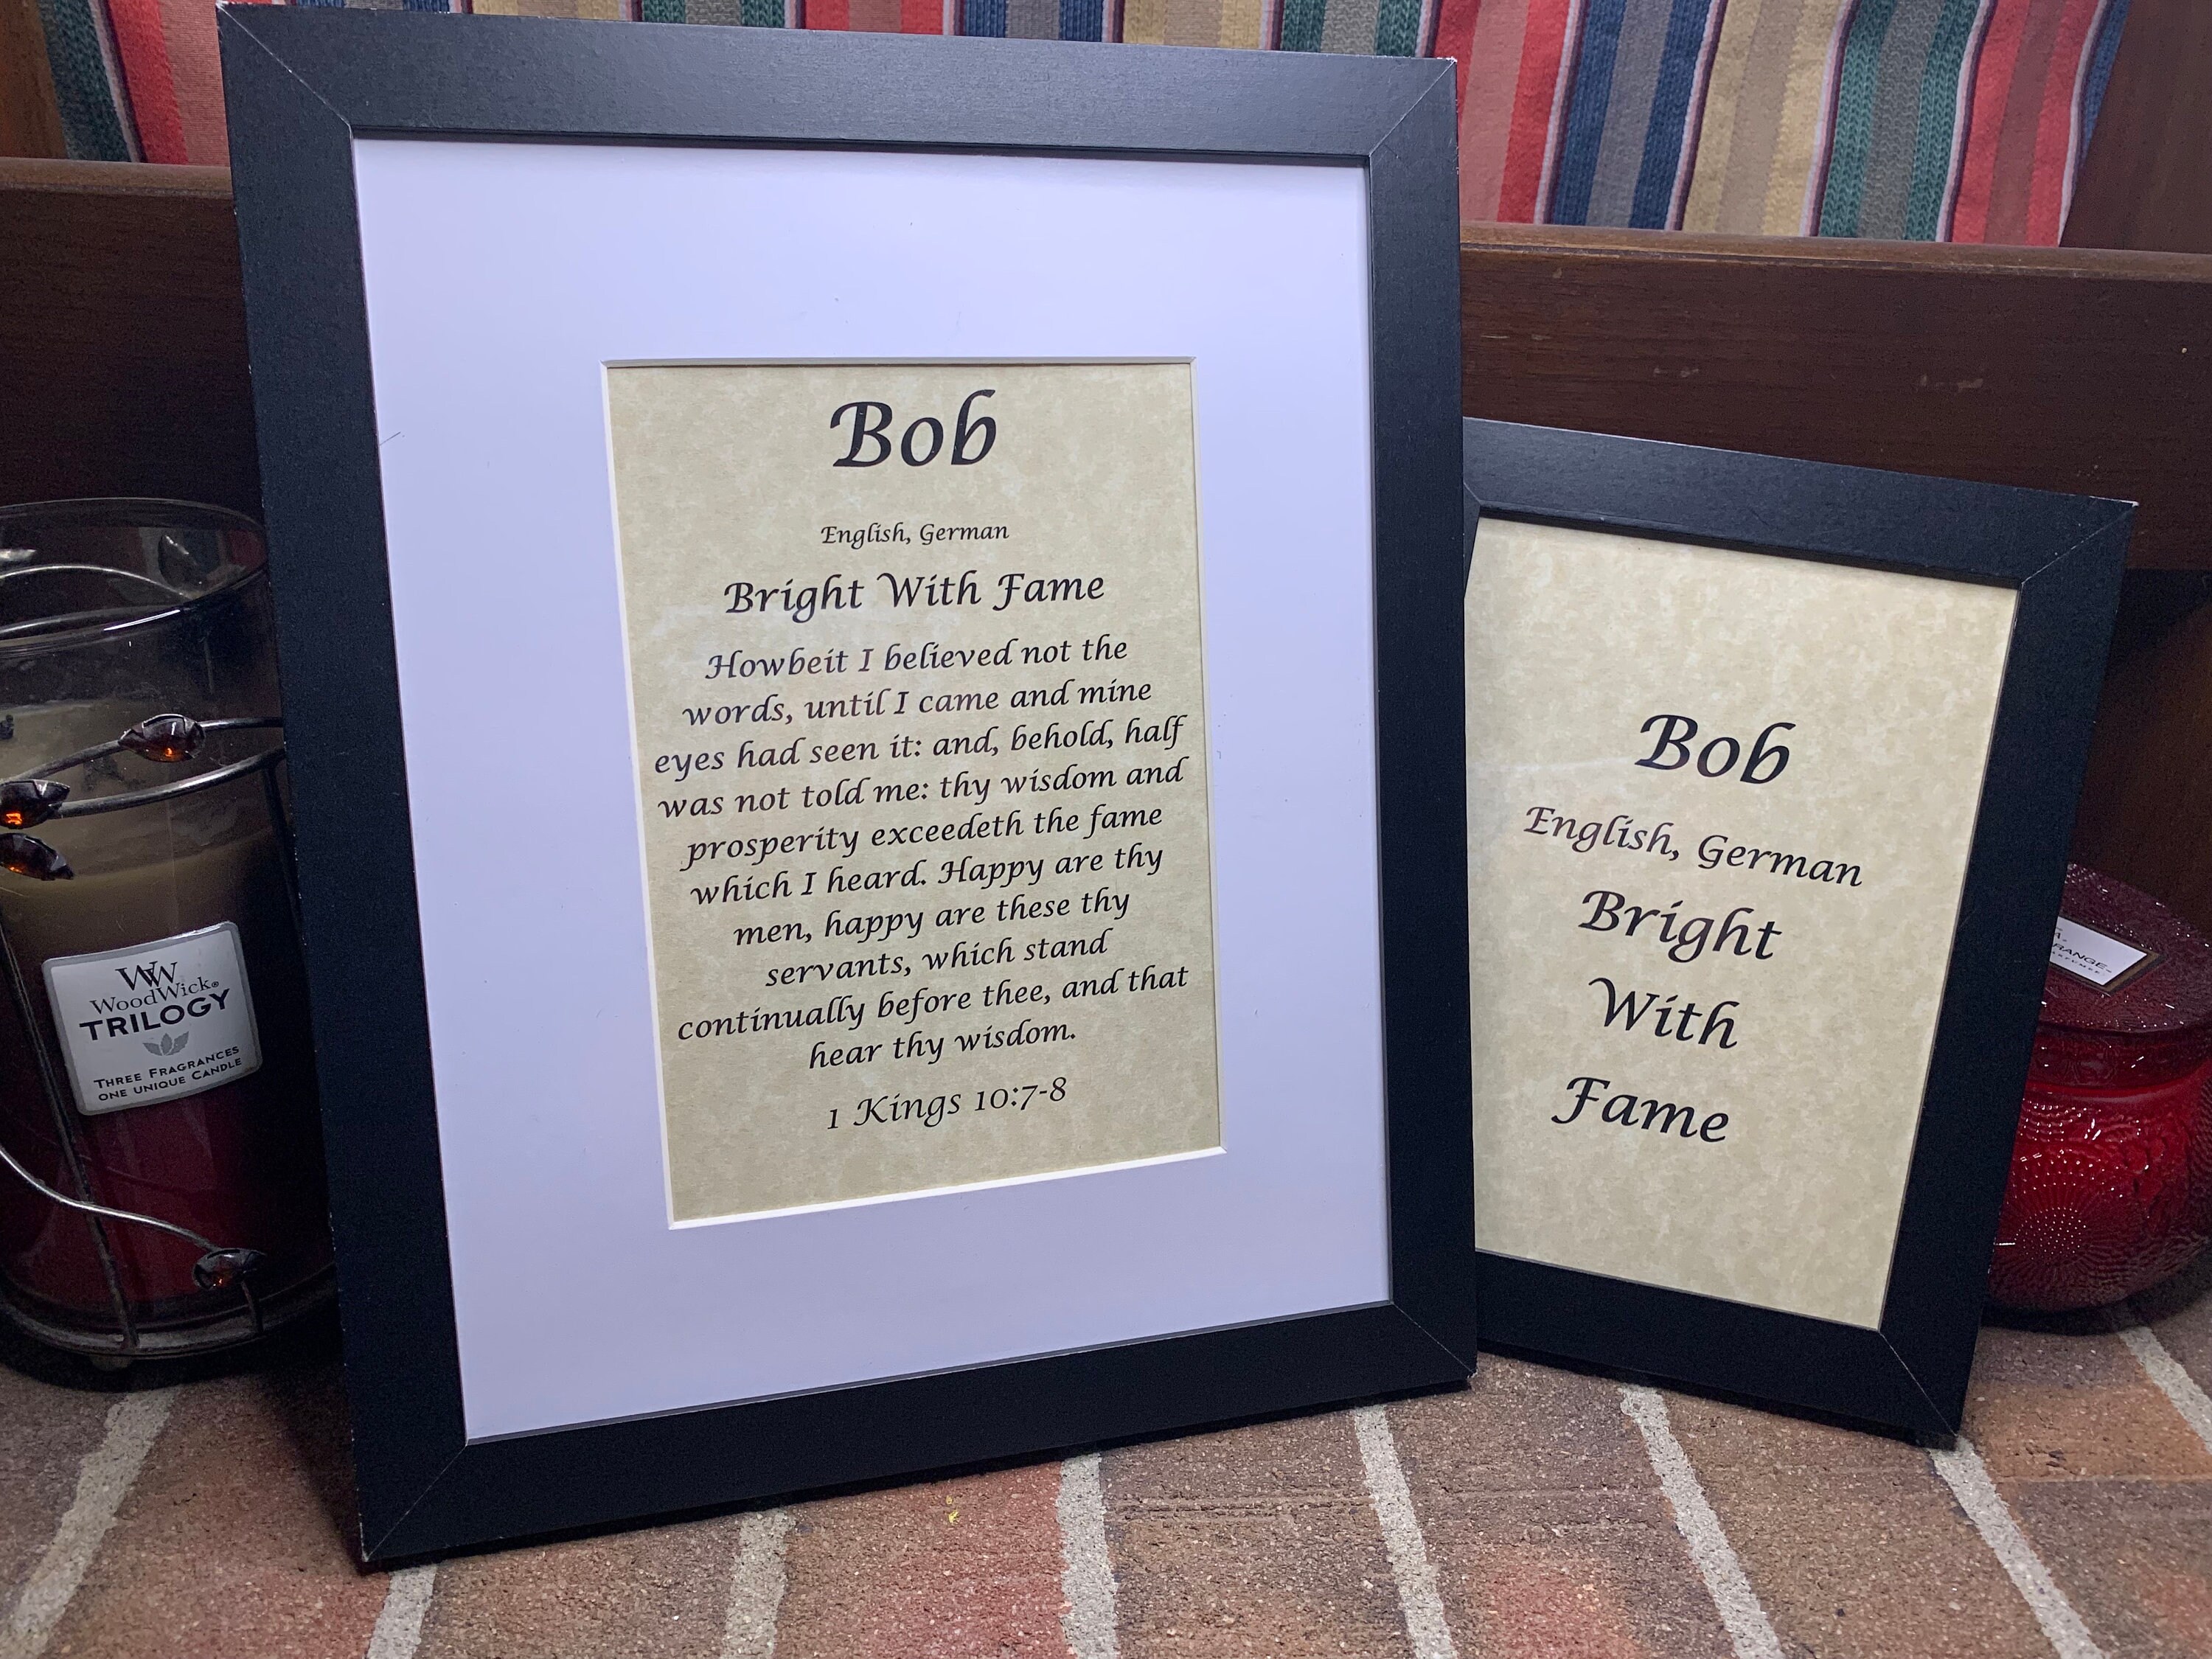 Bob
English, German
Bright With Fame
Howbeit I believed not the
words, until I came and mine
eyes had seen it: and, behold, half
was not told me: thy wisdom and
prosperity exceedeth the fame
which I heard. Happy are thy
men, happy are these thy
servants, which stand
continually before thee, and that
hear thy wisdom.
1 Kings 10:7-8
Bob
English, German
Bright
With
Fame
WW
WoodWick®
TRILOGY
THREE FRAGRANCES
ONE UNIQUE CANDLE